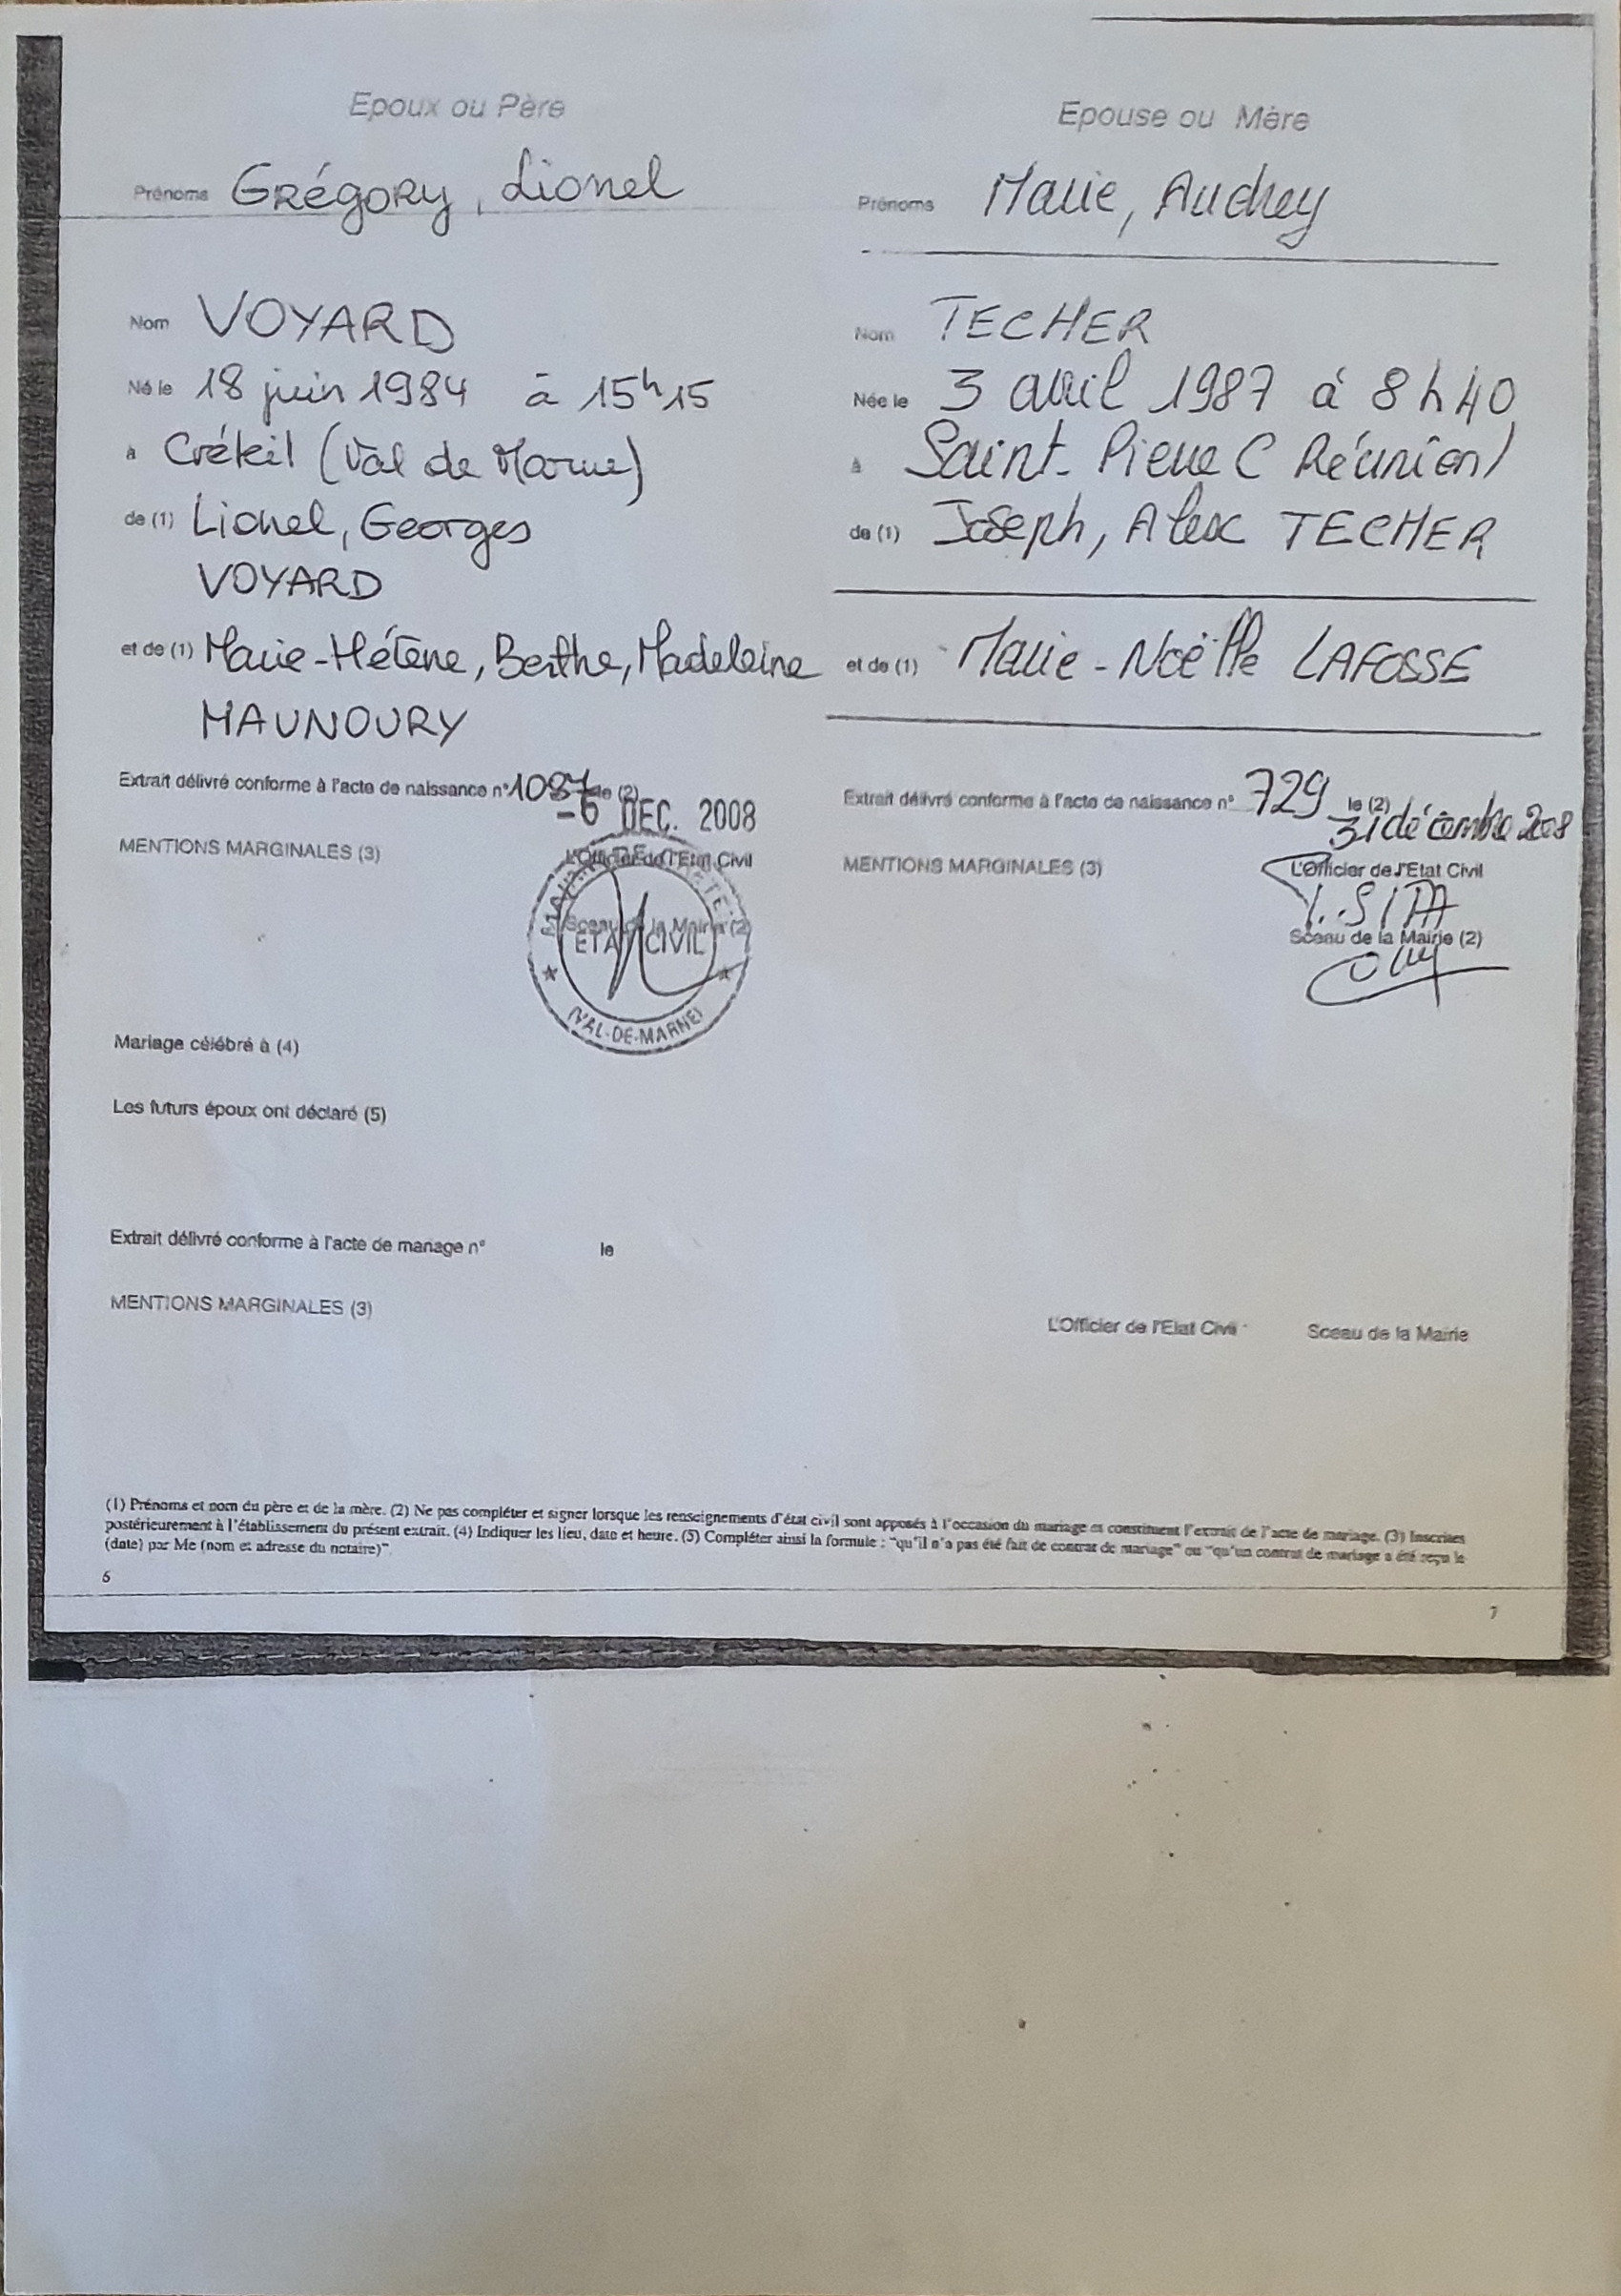 Epoux ou Père
Prénoms Grégory, Lionel
Nom VOYARD
Né le 18 juin 1984 à 15h15
à Créteil (Val de Marne)
de (1) Lionel, Georges
VOYARD
et de (1) Marie-Hélène, Berthe, Madeleine
MAUNOURY
Extrait délivré conforme à l'acte de naissance n° 1087 le (2)
-6 DEC. 2008
MENTIONS MARGINALES (3)
L'Officier de l'Etat Civil
Sceau de la Mairie (2)
ETAT CIVIL
(VAL-DE-MARNE)
Epouse ou Mère
Prénoms Marie, Audrey
Nom TECHER
Née le 3 avril 1987 à 8h40
à Saint-Pierre (Réunion)
de (1) Joseph, Alex TECHER
et de (1) Marie-Noëlle LAFOSSE
Extrait délivré conforme à l'acte de naissance n° 729 le (2)
31 décembre 2008
MENTIONS MARGINALES (3)
L'Officier de l'Etat Civil
Sceau de la Mairie (2)
Mariage célébré à (4)
Les futurs époux ont déclaré (5)
Extrait délivré conforme à l'acte de manage n° le
MENTIONS MARGINALES (3)
L'Officier de l'Etat Civil Sceau de la Mairie
(1) Prénoms et nom du père et de la mère. (2) Ne pas compléter et signer lorsque les renseignements d'état civil sont apposés à l'occasion du mariage et constituent l'extrait de l'acte de mariage. (3) Inscrites
postérieurement à l'établissement du présent extrait. (4) Indiquer les lieu, date et heure. (5) Compléter ainsi la formule : "qu'il n'a pas été fait de contrat de mariage" ou "qu'un contrat de mariage a été reçu le
(date) par Me (nom et adresse du notaire)"
6
7